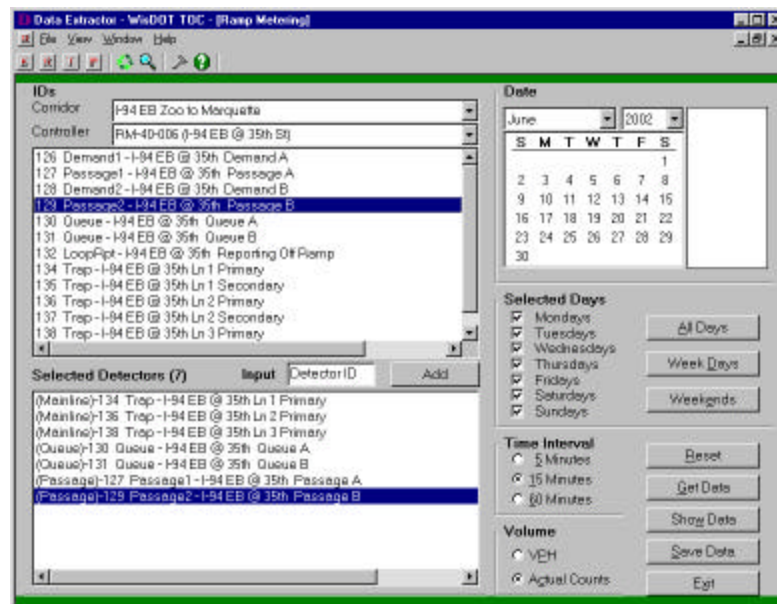 Data Extractor - WisDOT TOC - [Ramp Metering]
File View Window Help
IDs
Corridor I-94 EB Zoo to Marquette
Controller RM-40-006 (I-94 EB @ 35th St)
126 Demand1 - I-94 EB @ 35th Demand A
127 Passage1 - I-94 EB @ 35th Passage A
128 Demand2 - I-94 EB @ 35th Demand B
129 Passage2 - I-94 EB @ 35th Passage B
130 Queue - I-94 EB @ 35th Queue A
131 Queue - I-94 EB @ 35th Queue B
132 LoopRpt - I-94 EB @ 35th Reporting Off Ramp
134 Trap - I-94 EB @ 35th Ln 1 Primary
135 Trap - I-94 EB @ 35th Ln 1 Secondary
136 Trap - I-94 EB @ 35th Ln 2 Primary
137 Trap - I-94 EB @ 35th Ln 2 Secondary
138 Trap - I-94 EB @ 35th Ln 3 Primary
Selected Detectors (7) Input DetectorID Add
(Mainline)-134 Trap - I-94 EB @ 35th Ln 1 Primary
(Mainline)-136 Trap - I-94 EB @ 35th Ln 2 Primary
(Mainline)-138 Trap - I-94 EB @ 35th Ln 3 Primary
(Queue)-130 Queue - I-94 EB @ 35th Queue A
(Queue)-131 Queue - I-94 EB @ 35th Queue B
(Passage)-127 Passage1 - I-94 EB @ 35th Passage A
(Passage)-129 Passage2 - I-94 EB @ 35th Passage B
Date
June 2002
S M T W T F S
1
2 3 4 5 6 7 8
9 10 11 12 13 14 15
16 17 18 19 20 21 22
23 24 25 26 27 28 29
30
Selected Days
Mondays
Tuesdays
Wednesdays
Thursdays
Fridays
Saturdays
Sundays
All Days
Week Days
Weekends
Time Interval
5 Minutes
15 Minutes
60 Minutes
Volume
VPH
Actual Counts
Reset
Get Data
Show Data
Save Data
Exit